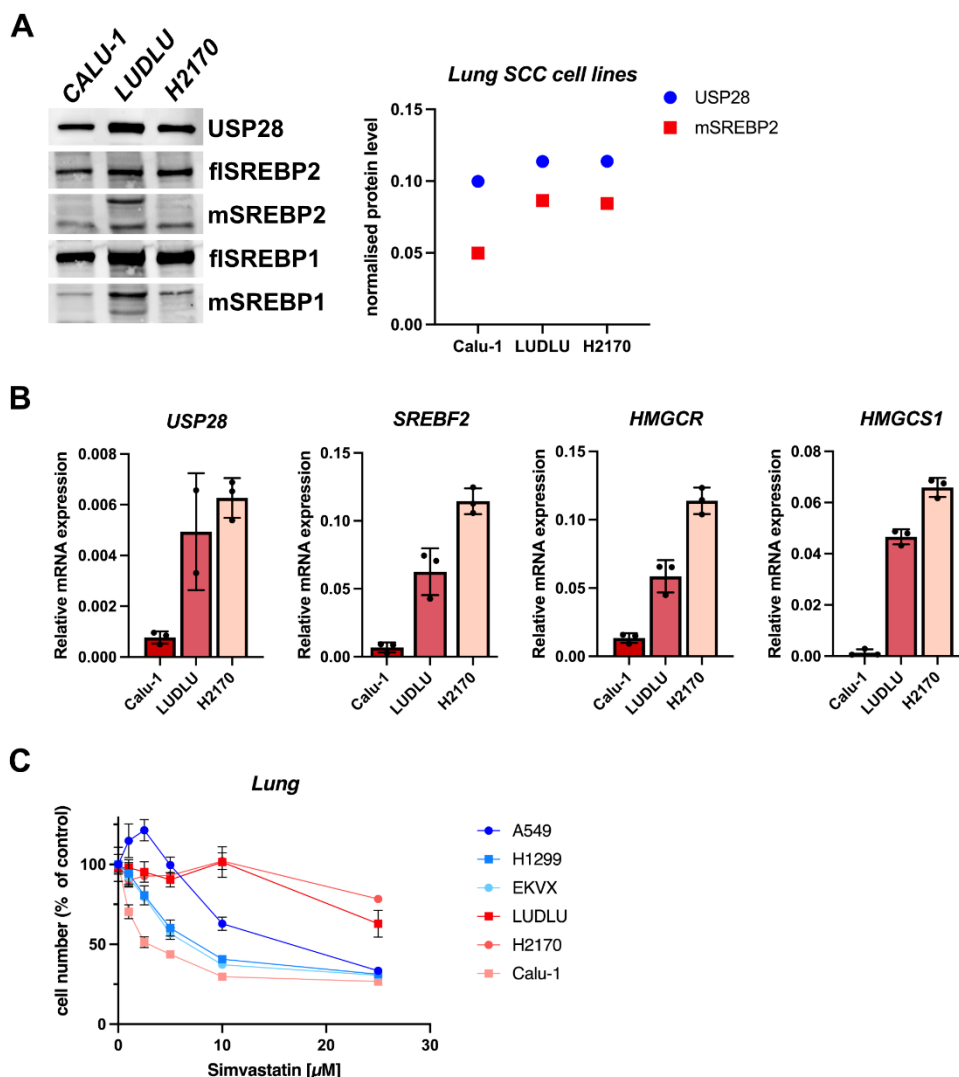 A
CALU-1
LUDLU
H2170
USP28
flSREBP2
mSREBP2
flSREBP1
mSREBP1
Lung SCC cell lines
normalised protein level
0.15
0.10
0.05
0.00
Calu-1 LUDLU H2170
USP28
mSREBP2
B
USP28
Relative mRNA expression
0.008
0.006
0.004
0.002
0.000
Calu-1
LUDLU
H2170
SREBF2
Relative mRNA expression
0.15
0.10
0.05
0.00
Calu-1
LUDLU
H2170
HMGCR
Relative mRNA expression
0.15
0.10
0.05
0.00
Calu-1
LUDLU
H2170
HMGCS1
Relative mRNA expression
0.08
0.06
0.04
0.02
0.00
Calu-1
LUDLU
H2170
C
Lung
cell number (% of control)
100
50
0
0 10 20 30
Simvastatin [µM]
A549
H1299
EKVX
LUDLU
H2170
Calu-1